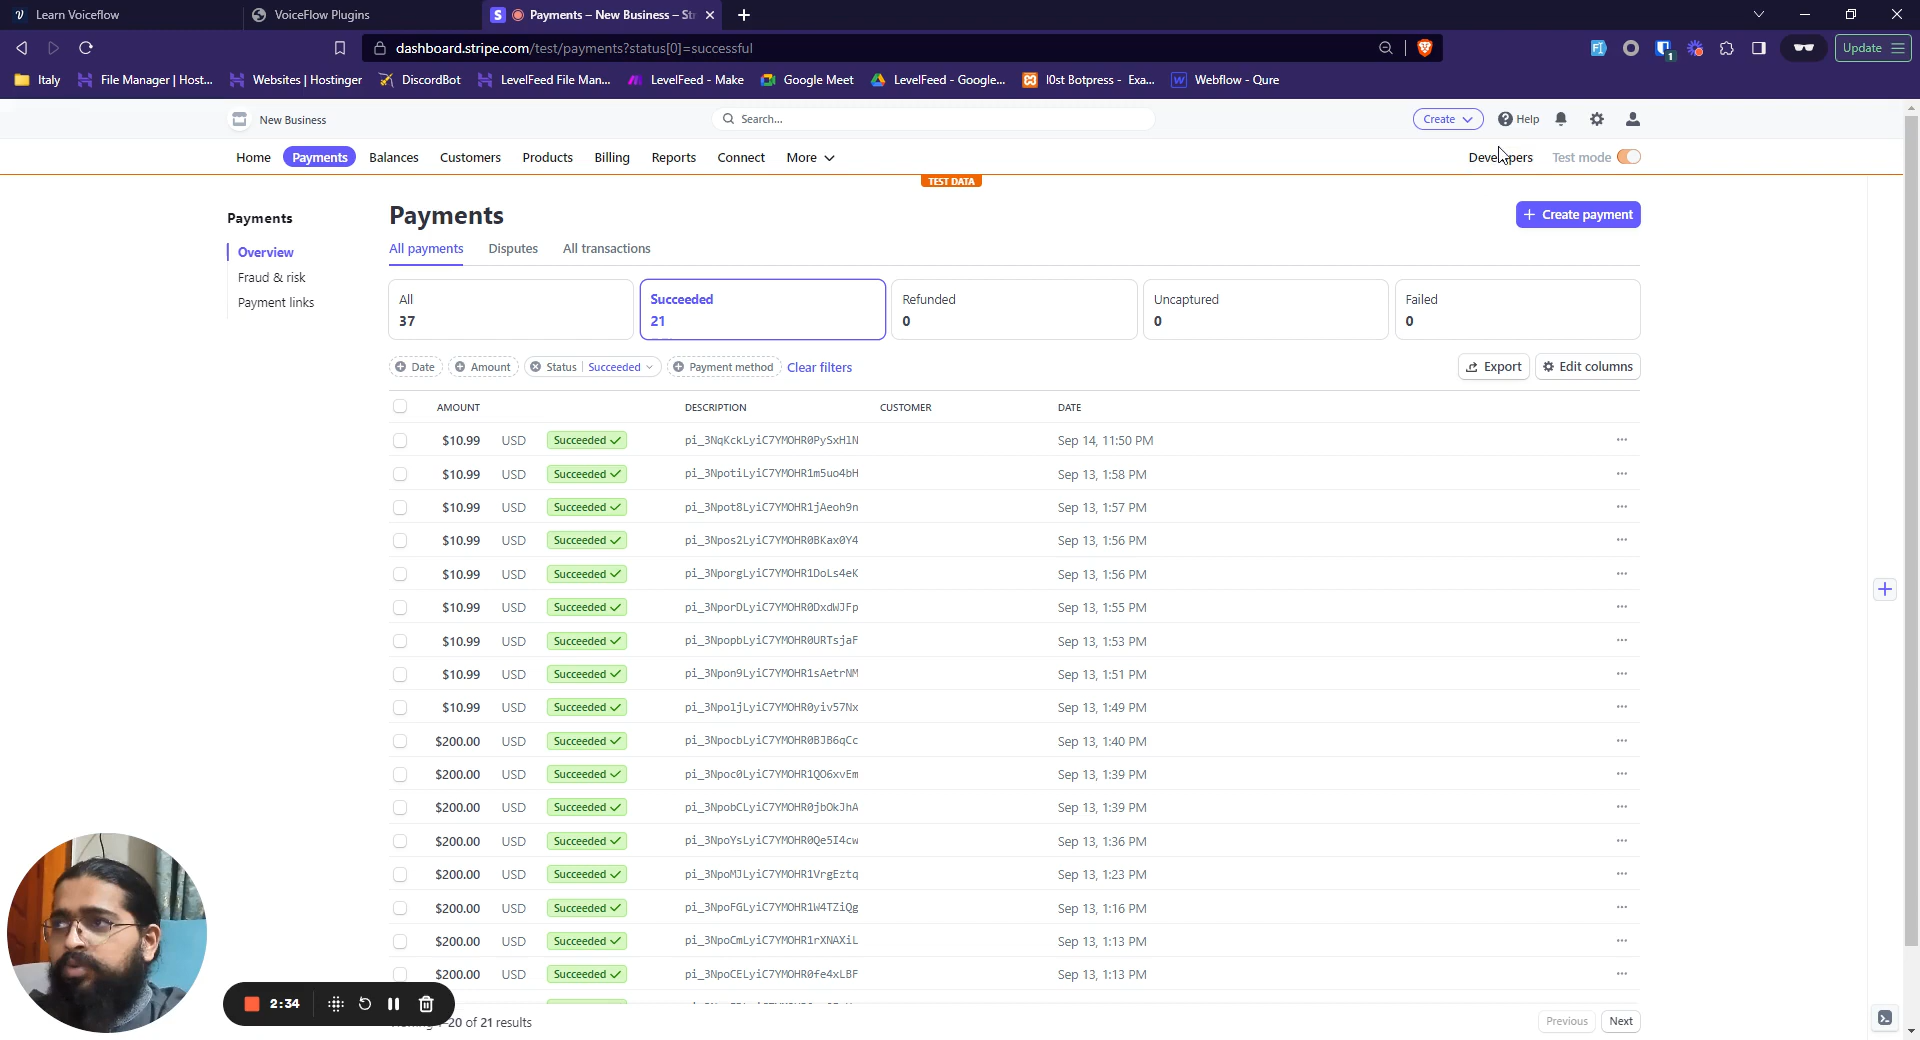 Learn Voiceflow
VoiceFlow Plugins
Payments – New Business – St
dashboard.stripe.com/test/payments?status[0]=successful
Update
Italy
File Manager | Host...
Websites | Hostinger
DiscordBot
LevelFeed File Man...
LevelFeed - Make
Google Meet
LevelFeed - Google...
l0st Botpress - Exa...
Webflow - Qure
New Business
Search...
Create
Help
Home
Payments
Balances
Customers
Products
Billing
Reports
Connect
More
Developers
Test mode
TEST DATA
Payments
Overview
Fraud & risk
Payment links
Payments
Create payment
All payments
Disputes
All transactions
All
37
Succeeded
21
Refunded
0
Uncaptured
0
Failed
0
Date
Amount
Status | Succeeded
Payment method
Clear filters
Export
Edit columns
AMOUNT DESCRIPTION CUSTOMER DATE
$10.99 USD Succeeded pi_3NqKckLyiC7YMOHR0PySxHlN Sep 14, 11:50 PM
$10.99 USD Succeeded pi_3NpotiLyiC7YMOHR1m5uo4bH Sep 13, 1:58 PM
$10.99 USD Succeeded pi_3Npot8LyiC7YMOHR1jAeoh9n Sep 13, 1:57 PM
$10.99 USD Succeeded pi_3Npos2LyiC7YMOHR0BKax0Y4 Sep 13, 1:56 PM
$10.99 USD Succeeded pi_3NporgLyiC7YMOHR1DoLs4eK Sep 13, 1:56 PM
$10.99 USD Succeeded pi_3NporDLyiC7YMOHR0DxdWJFp Sep 13, 1:55 PM
$10.99 USD Succeeded pi_3NpopbLyiC7YMOHR0URTsjaF Sep 13, 1:53 PM
$10.99 USD Succeeded pi_3Npon9LyiC7YMOHR1sAetrNM Sep 13, 1:51 PM
$10.99 USD Succeeded pi_3NpoljLyiC7YMOHR0yiv57Nx Sep 13, 1:49 PM
$200.00 USD Succeeded pi_3NpocbLyiC7YMOHR0BJB6qCc Sep 13, 1:40 PM
$200.00 USD Succeeded pi_3Npoc0LyiC7YMOHR1QO6xvEm Sep 13, 1:39 PM
$200.00 USD Succeeded pi_3NpobCLyiC7YMOHR0jbOkJhA Sep 13, 1:39 PM
$200.00 USD Succeeded pi_3NpoYsLyiC7YMOHR0Qe5I4cw Sep 13, 1:36 PM
$200.00 USD Succeeded pi_3NpoMJLyiC7YMOHR1VrgEztq Sep 13, 1:23 PM
$200.00 USD Succeeded pi_3NpoFGLyiC7YMOHR1W4TZiQg Sep 13, 1:16 PM
$200.00 USD Succeeded pi_3NpoCmLyiC7YMOHR1rXNAXiL Sep 13, 1:13 PM
$200.00 USD Succeeded pi_3NpoCELyiC7YMOHR0fe4xLBF Sep 13, 1:13 PM
2:34
20 of 21 results
Previous
Next